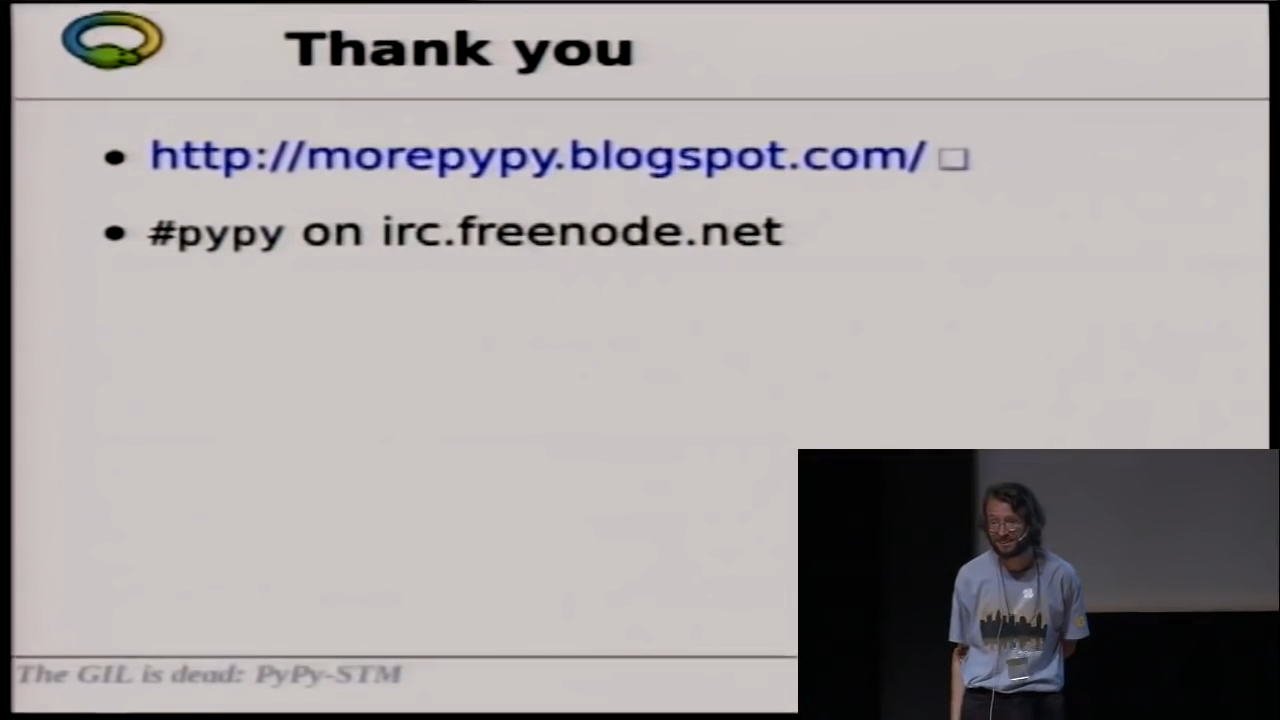 Thank you
http://morepypy.blogspot.com/
#pypy on irc.freenode.net
The GIL is dead: PyPy-STM